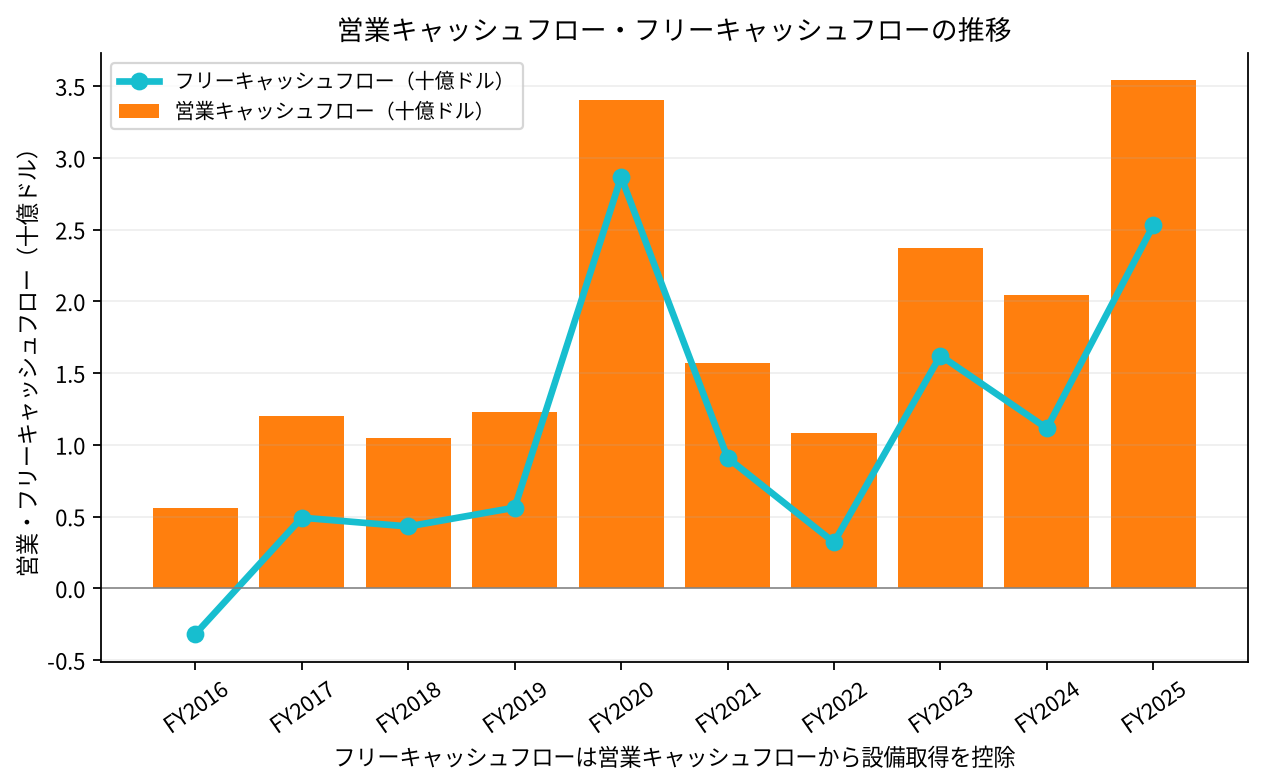 営業キャッシュフロー・フリーキャッシュフローの推移
フリーキャッシュフロー（十億ドル）
営業キャッシュフロー（十億ドル）
営業・フリーキャッシュフロー（十億ドル）
3.5
3.0
2.5
2.0
1.5
1.0
0.5
0.0
-0.5
FY2016
FY2017
FY2018
FY2019
FY2020
FY2021
FY2022
FY2023
FY2024
FY2025
フリーキャッシュフローは営業キャッシュフローから設備取得を控除